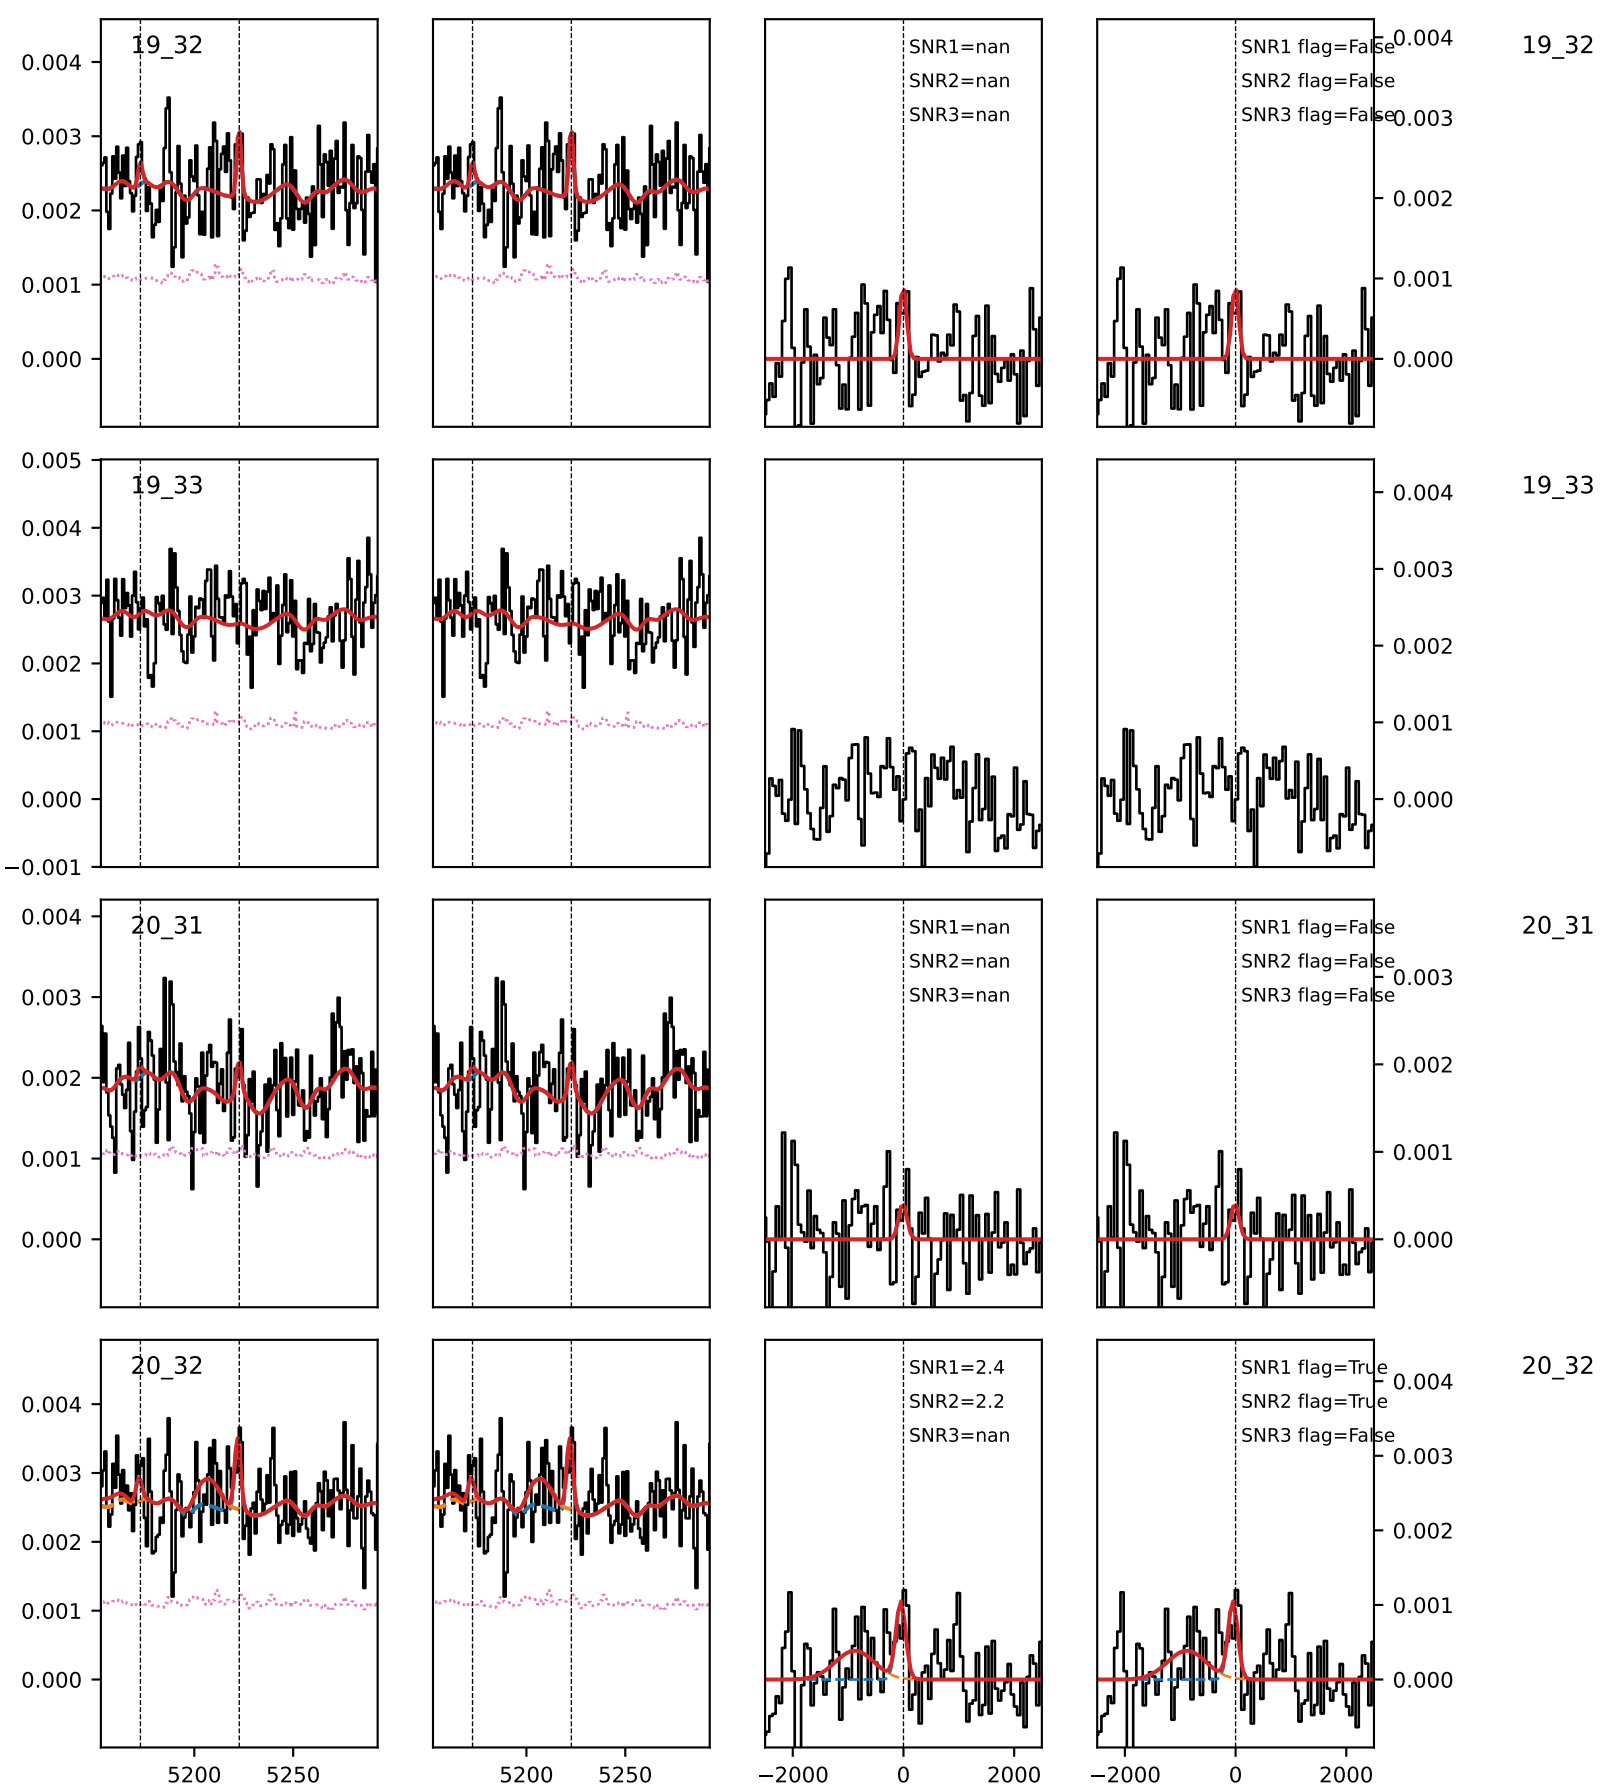 19_32
SNR1=nan
SNR2=nan
SNR3=nan
SNR1 flag=False
SNR2 flag=False
SNR3 flag=False
19_32
0.004
0.003
0.002
0.001
0.000
0.004
0.003
0.002
0.001
0.000
19_33
19_33
0.005
0.004
0.003
0.002
0.001
0.000
−0.001
0.004
0.003
0.002
0.001
0.000
20_31
SNR1=nan
SNR2=nan
SNR3=nan
SNR1 flag=False
SNR2 flag=False
SNR3 flag=False
20_31
0.004
0.003
0.002
0.001
0.000
0.003
0.002
0.001
0.000
20_32
SNR1=2.4
SNR2=2.2
SNR3=nan
SNR1 flag=True
SNR2 flag=True
SNR3 flag=False
20_32
0.004
0.003
0.002
0.001
0.000
0.004
0.003
0.002
0.001
0.000
5200 5250
5200 5250
−2000 0 2000
−2000 0 2000